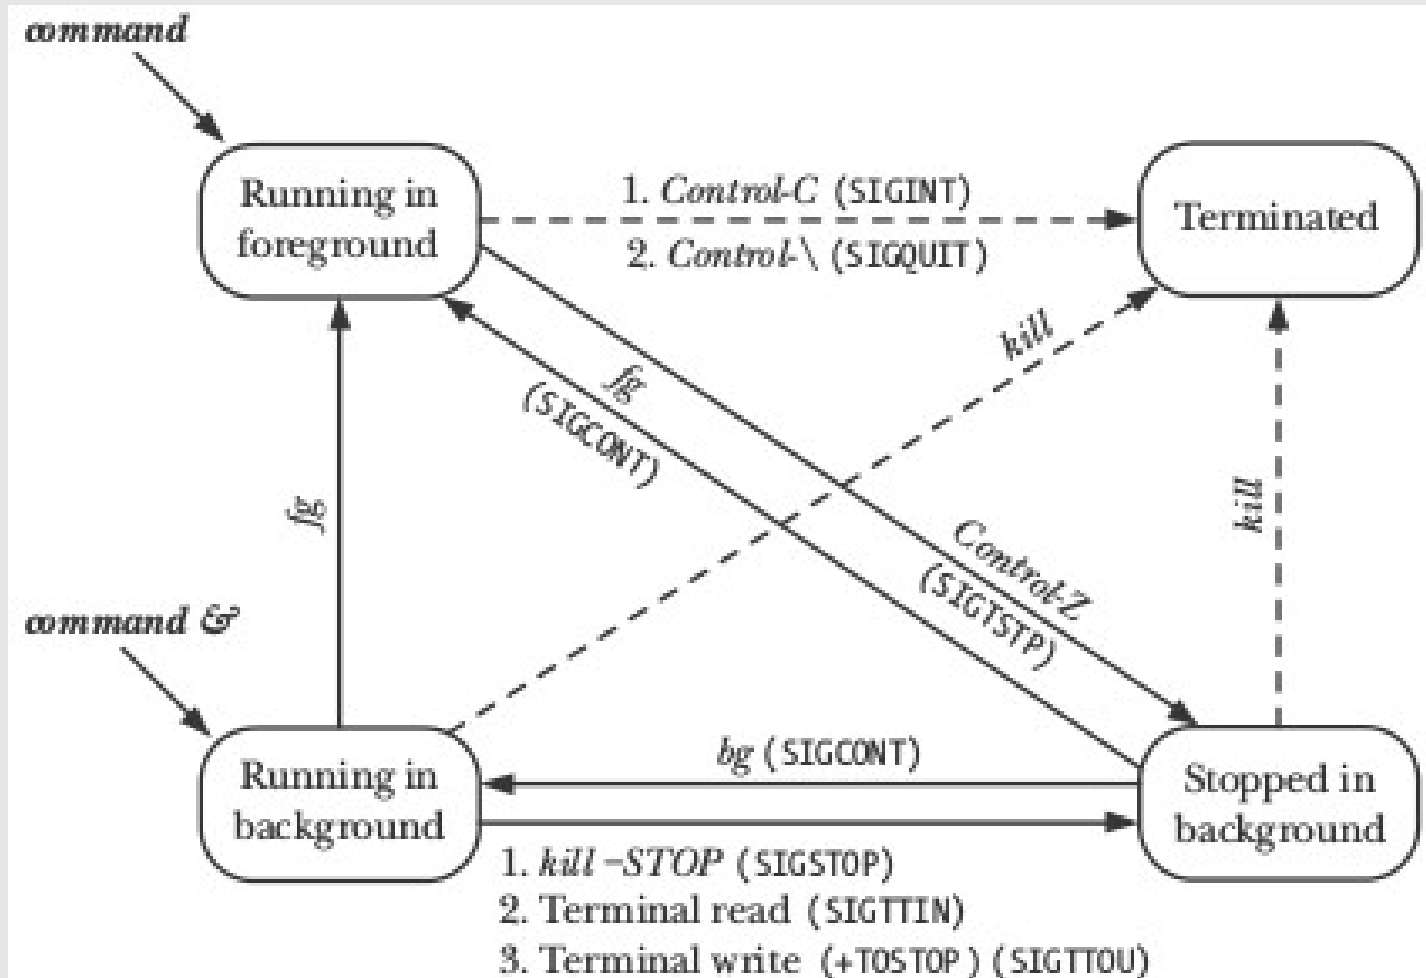 command
Running in
foreground
1. Control-C (SIGINT)
2. Control-\ (SIGQUIT)
Terminated
kill
fg
(SIGCONT)
fg
kill
Control-Z
(SIGTSTP)
command &
Running in
background
bg (SIGCONT)
Stopped in
background
1. kill –STOP (SIGSTOP)
2. Terminal read (SIGTTIN)
3. Terminal write (+TOSTOP) (SIGTTOU)